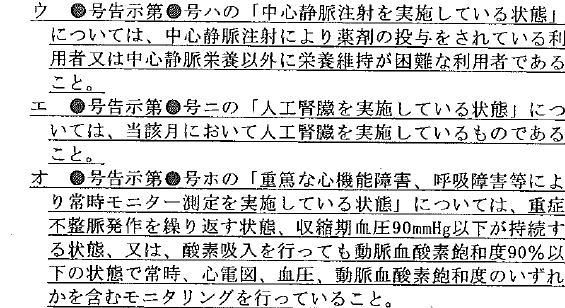 ウ　●号告示第●号ハの「中心静脈注射を実施している状態」
については、中心静脈注射により薬剤の投与をされている利
用者又は中心静脈栄養以外に栄養維持が困難な利用者である
こと。
エ　●号告示第●号ニの「人工腎臓を実施している状態」につ
いては、当該月において人工腎臓を実施しているものである
こと。
オ　●号告示第●号ホの「重篤な心機能障害、呼吸障害等によ
り常時モニター測定を実施している状態」については、重症
不整脈発作を繰り返す状態、収縮期血圧90mmHg以下が持続す
る状態、又は、酸素吸入を行っても動脈血酸素飽和度90％以
下の状態で常時、心電図、血圧、動脈血酸素飽和度のいずれ
かを含むモニタリングを行っていること。